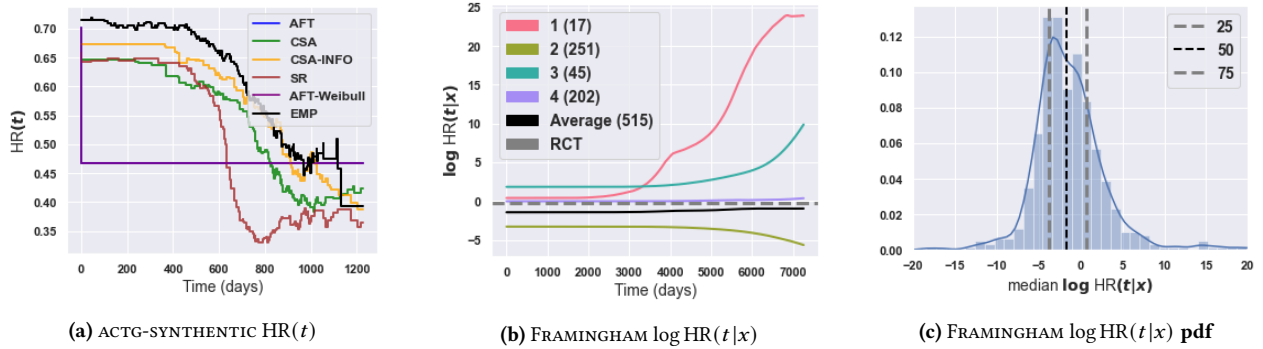 AFT
CSA
CSA-INFO
SR
AFT-Weibull
EMP
0.70
0.65
0.60
0.55
0.50
0.45
0.40
0.35
HR(t)
0 200 400 600 800 1000 1200
Time (days)
(a) ACTG-SYNTHENTIC HR(t)
25
20
15
10
5
0
−5
log HR(t|x)
1 (17)
2 (251)
3 (45)
4 (202)
Average (515)
RCT
0 1000 2000 3000 4000 5000 6000 7000
Time (days)
(b) FRAMINGHAM log HR(t|x)
0.12
0.10
0.08
0.06
0.04
0.02
0.00
25
50
75
−20 −15 −10 −5 0 5 10 15 20
median log HR(t|x)
(c) FRAMINGHAM log HR(t|x) pdf